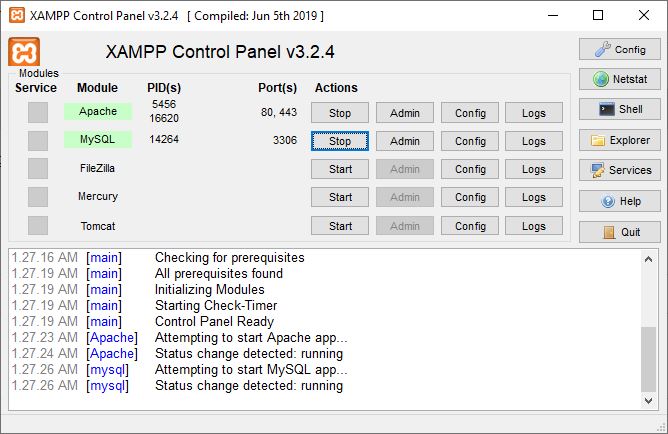 XAMPP Control Panel v3.2.4 [ Compiled: Jun 5th 2019 ]
XAMPP Control Panel v3.2.4
Config
Modules
Service Module PID(s) Port(s) Actions
Netstat
Apache 5456 80, 443 Stop Admin Config Logs
16620
Shell
MySQL 14264 3306 Stop Admin Config Logs
Explorer
FileZilla Start Admin Config Logs
Services
Mercury Start Admin Config Logs
Help
Tomcat Start Admin Config Logs
Quit
1.27.16 AM [main] Checking for prerequisites
1.27.19 AM [main] All prerequisites found
1.27.19 AM [main] Initializing Modules
1.27.19 AM [main] Starting Check-Timer
1.27.19 AM [main] Control Panel Ready
1.27.23 AM [Apache] Attempting to start Apache app...
1.27.24 AM [Apache] Status change detected: running
1.27.26 AM [mysql] Attempting to start MySQL app...
1.27.26 AM [mysql] Status change detected: running